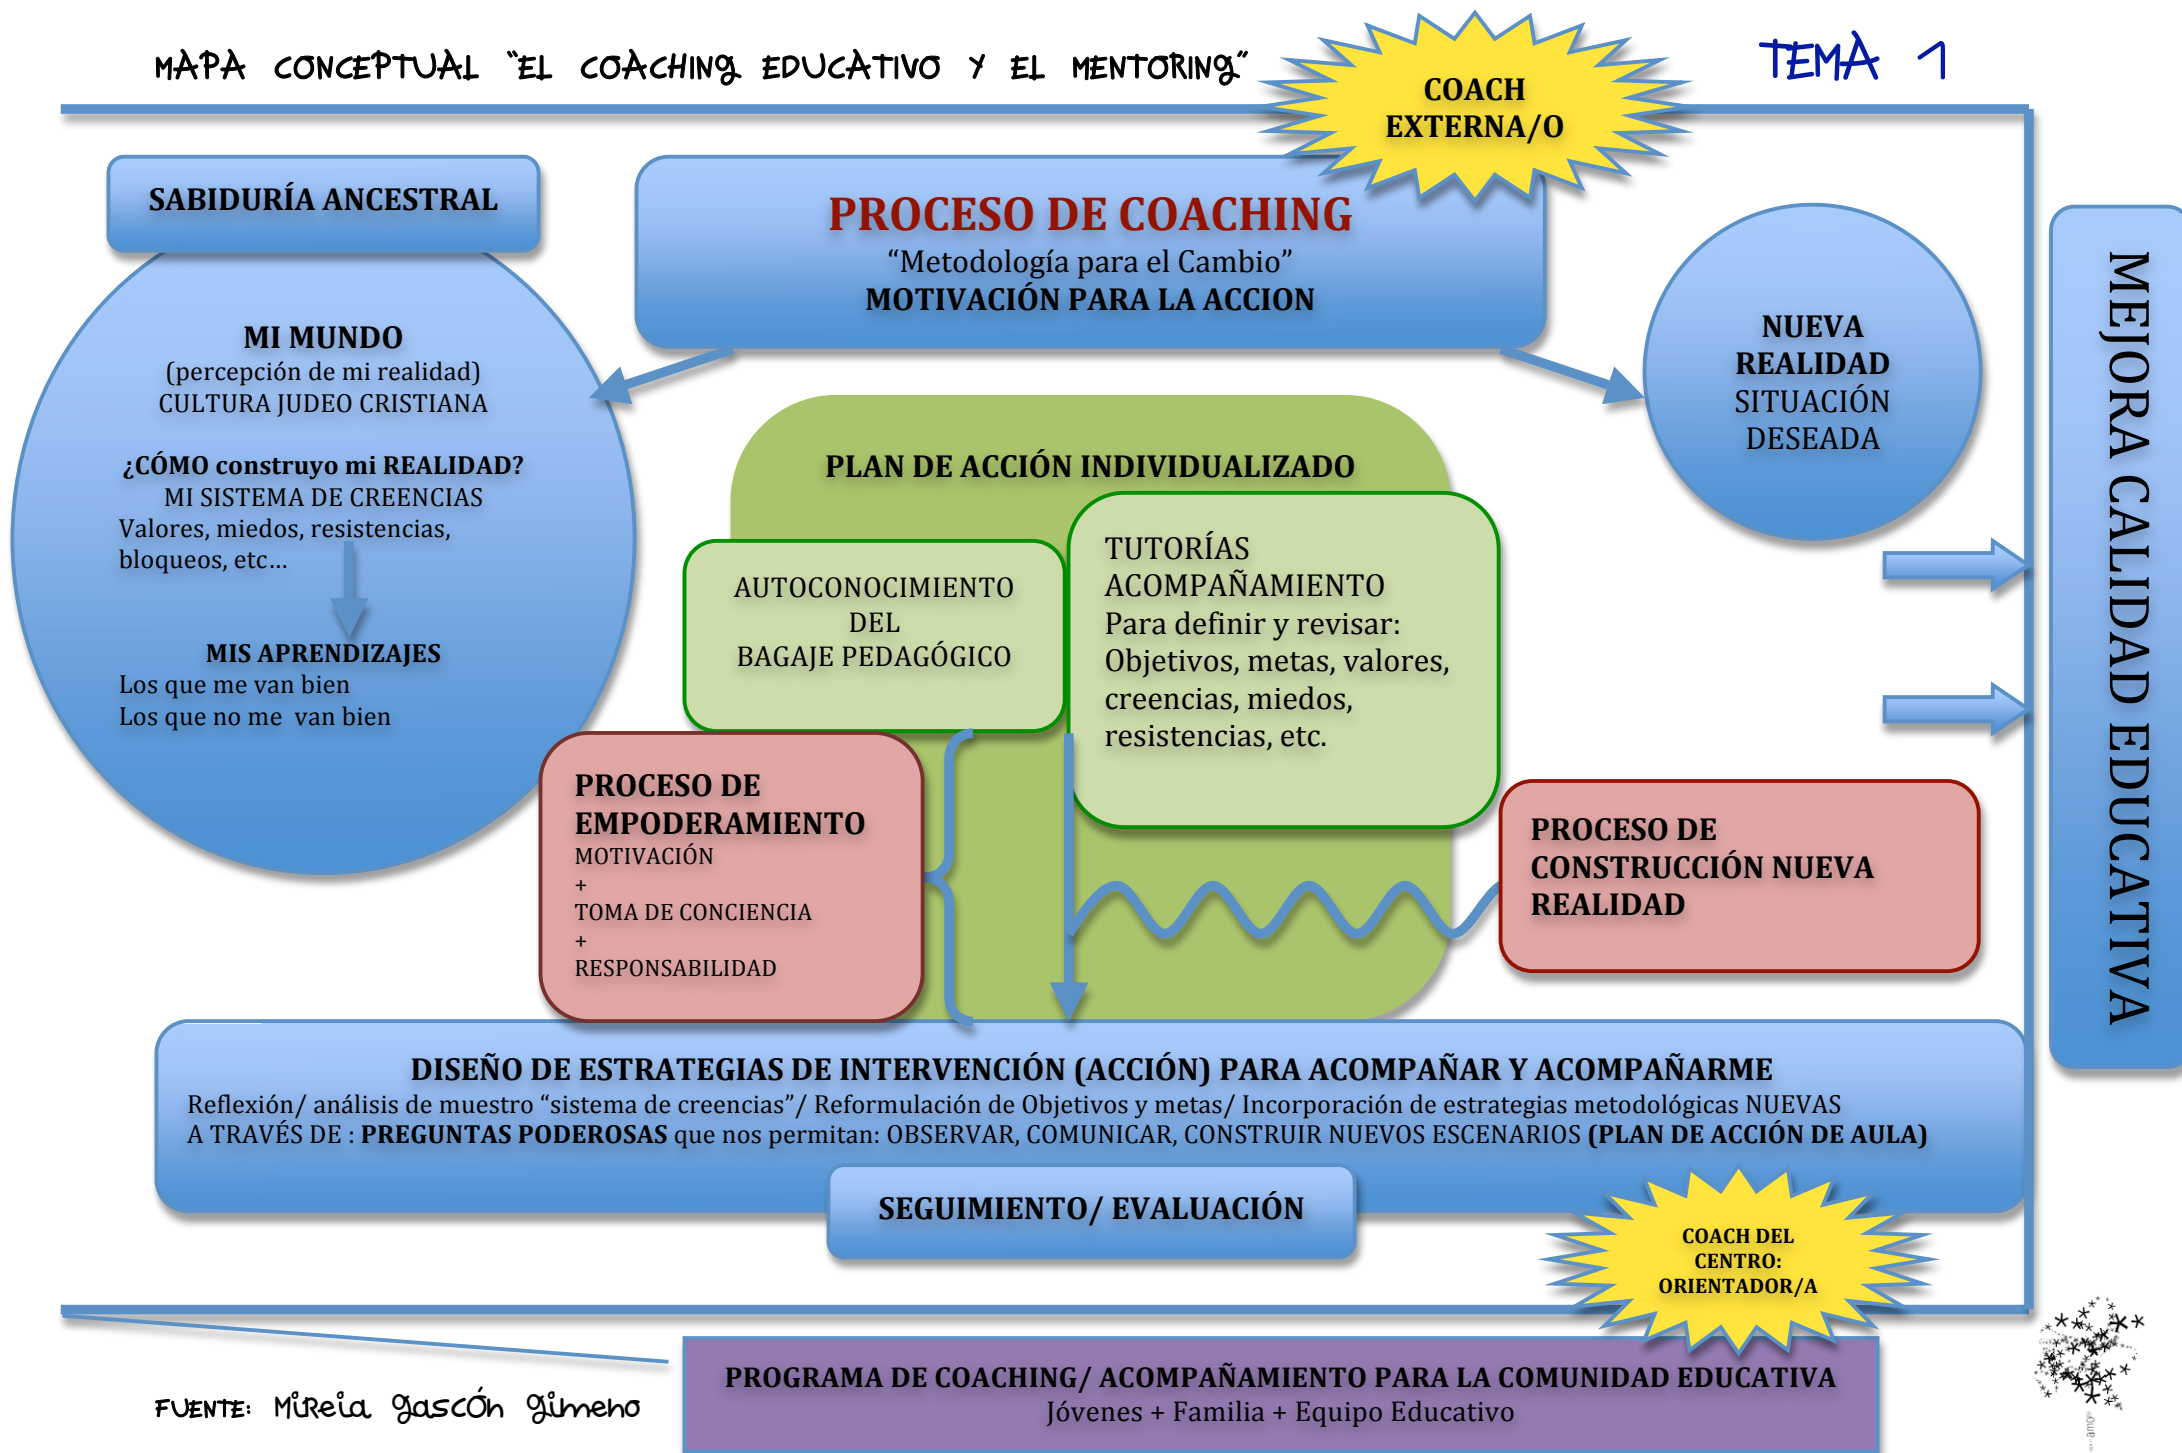 MAPA CONCEPTUAL "EL COACHING EDUCATIVO Y EL MENTORING"
TEMA 1
COACH
EXTERNA/O
SABIDURÍA ANCESTRAL
PROCESO DE COACHING
“Metodología para el Cambio”
MOTIVACIÓN PARA LA ACCION
MI MUNDO
(percepción de mi realidad)
CULTURA JUDEO CRISTIANA
¿CÓMO construyo mi REALIDAD?
MI SISTEMA DE CREENCIAS
Valores, miedos, resistencias,
bloqueos, etc…
MIS APRENDIZAJES
Los que me van bien
Los que no me van bien
NUEVA
REALIDAD
SITUACIÓN
DESEADA
MEJORA CALIDAD EDUCATIVA
PLAN DE ACCIÓN INDIVIDUALIZADO
AUTOCONOCIMIENTO
DEL
BAGAJE PEDAGÓGICO
TUTORÍAS
ACOMPAÑAMIENTO
Para definir y revisar:
Objetivos, metas, valores,
creencias, miedos,
resistencias, etc.
PROCESO DE
EMPODERAMIENTO
MOTIVACIÓN
+
TOMA DE CONCIENCIA
+
RESPONSABILIDAD
PROCESO DE
CONSTRUCCIÓN NUEVA
REALIDAD
DISEÑO DE ESTRATEGIAS DE INTERVENCIÓN (ACCIÓN) PARA ACOMPAÑAR Y ACOMPAÑARME
Reflexión/ análisis de muestro “sistema de creencias”/ Reformulación de Objetivos y metas/ Incorporación de estrategias metodológicas NUEVAS
A TRAVÉS DE : PREGUNTAS PODEROSAS que nos permitan: OBSERVAR, COMUNICAR, CONSTRUIR NUEVOS ESCENARIOS (PLAN DE ACCIÓN DE AULA)
SEGUIMIENTO/ EVALUACIÓN
COACH DEL
CENTRO:
ORIENTADOR/A
PROGRAMA DE COACHING/ ACOMPAÑAMIENTO PARA LA COMUNIDAD EDUCATIVA
Jóvenes + Familia + Equipo Educativo
FUENTE: Mireia Gascón Gimeno